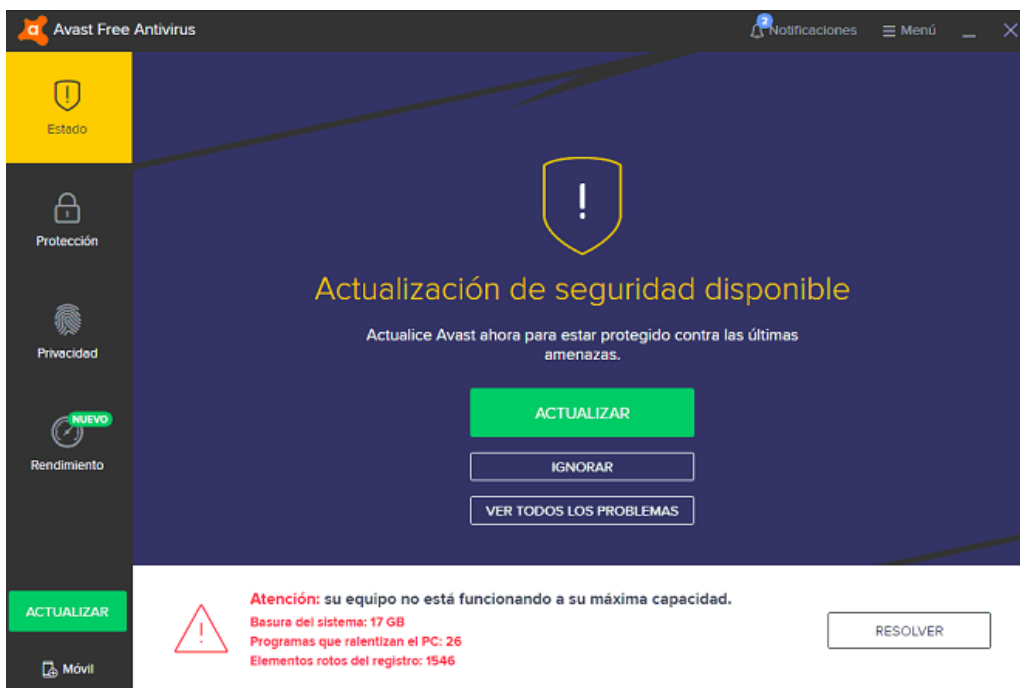 Avast Free Antivirus
2
Notificaciones
Menú
Estado
Protección
Privacidad
NUEVO
Rendimiento
ACTUALIZAR
Móvil
Actualización de seguridad disponible
Actualice Avast ahora para estar protegido contra las últimas
amenazas.
ACTUALIZAR
IGNORAR
VER TODOS LOS PROBLEMAS
Atención: su equipo no está funcionando a su máxima capacidad.
Basura del sistema: 17 GB
Programas que ralentizan el PC: 26
Elementos rotos del registro: 1546
RESOLVER